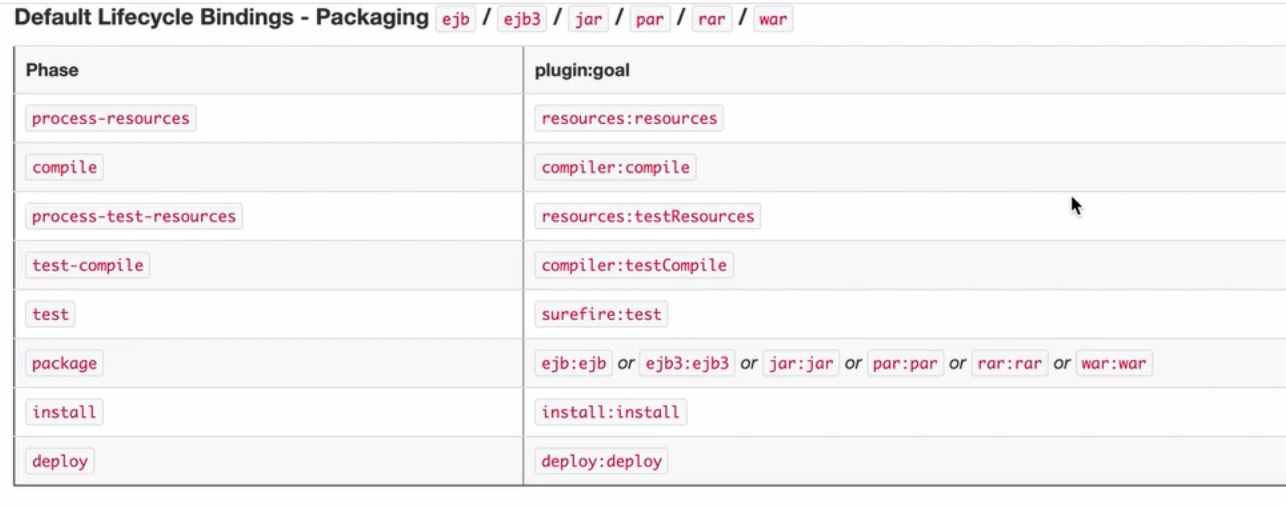 Default Lifecycle Bindings - Packaging ejb / ejb3 / jar / par / rar / war
Phase plugin:goal
process-resources resources:resources
compile compiler:compile
process-test-resources resources:testResources
test-compile compiler:testCompile
test surefire:test
package ejb:ejb or ejb3:ejb3 or jar:jar or par:par or rar:rar or war:war
install install:install
deploy deploy:deploy